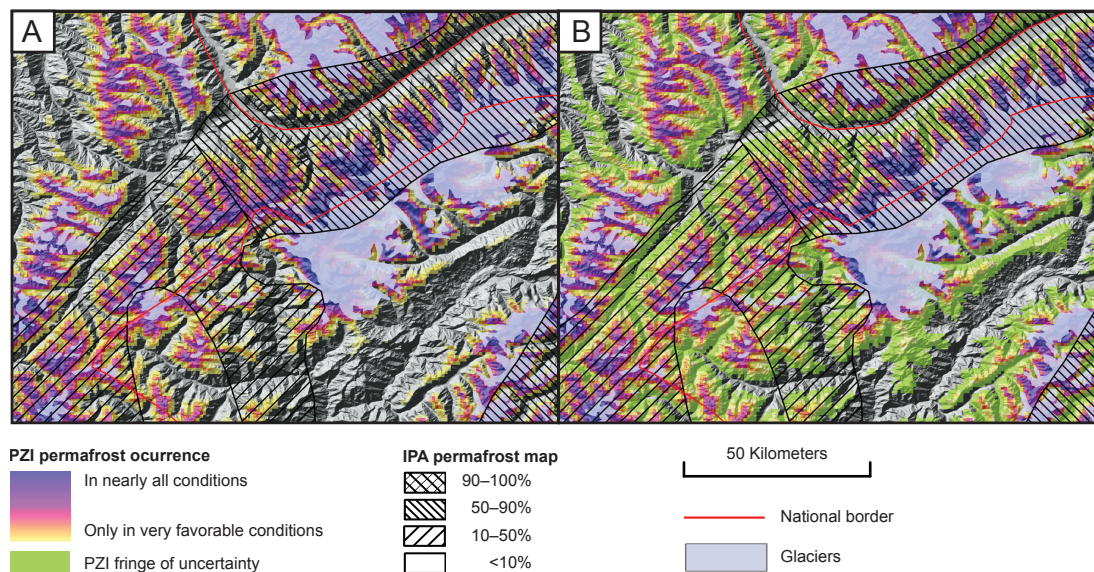 A
B
PZI permafrost ocurrence
In nearly all conditions
Only in very favorable conditions
PZI fringe of uncertainty
IPA permafrost map
90–100%
50–90%
10–50%
<10%
50 Kilometers
National border
Glaciers